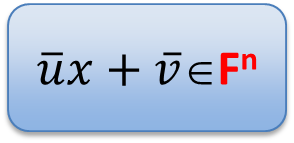 ūx + v̄∈Fⁿ